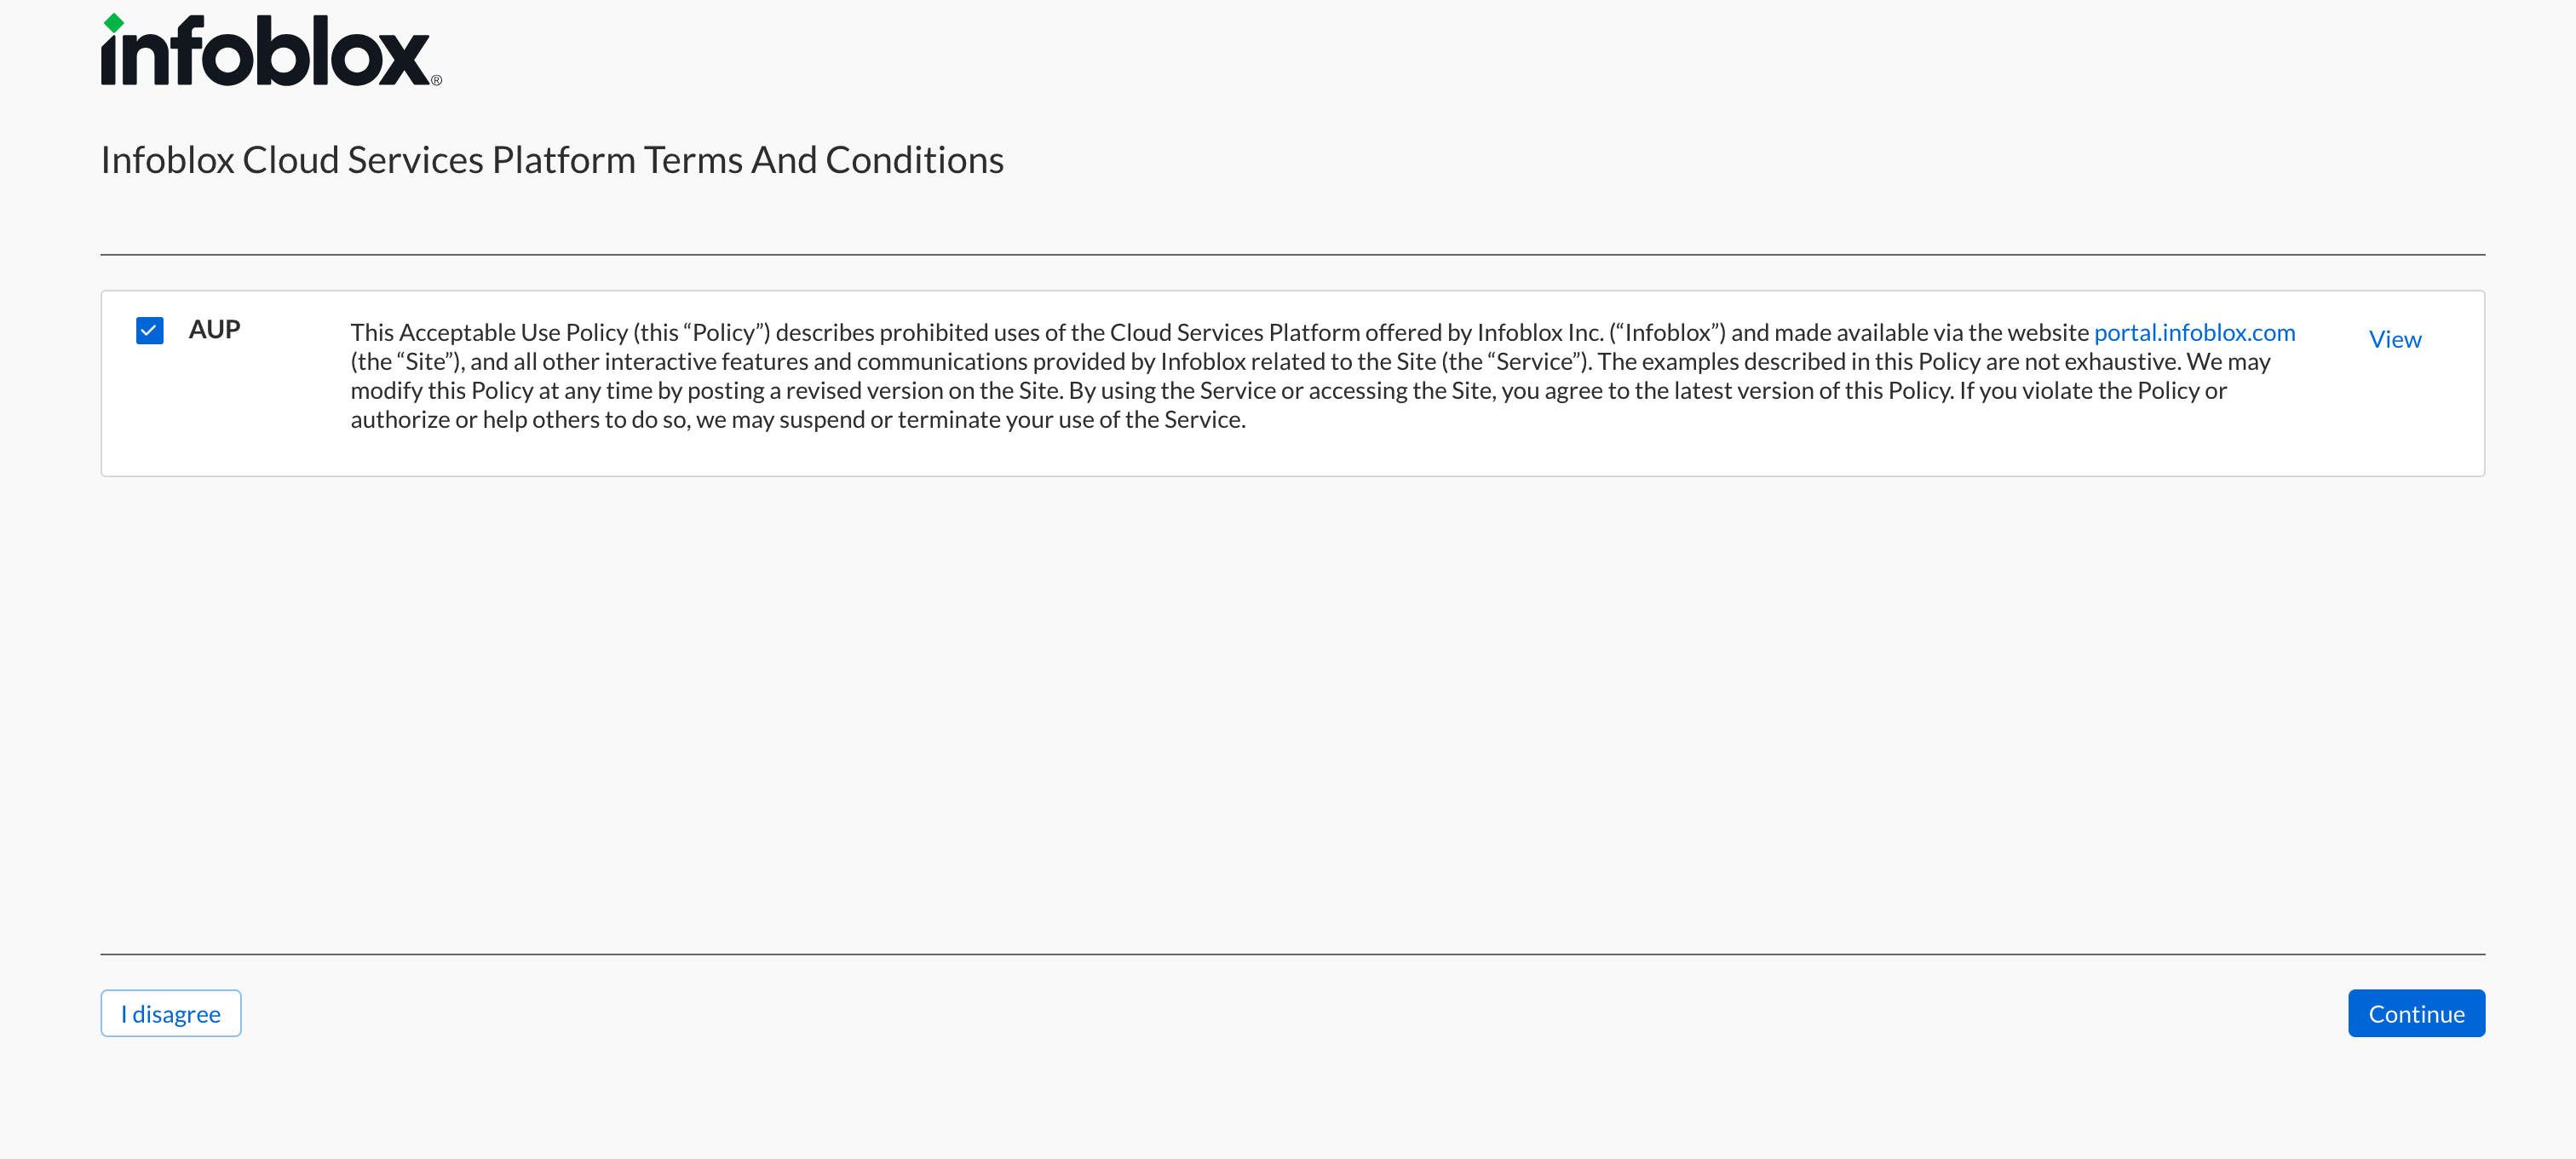 infoblox®
Infoblox Cloud Services Platform Terms And Conditions
AUP
This Acceptable Use Policy (this “Policy”) describes prohibited uses of the Cloud Services Platform offered by Infoblox Inc. (“Infoblox”) and made available via the website portal.infoblox.com
(the “Site”), and all other interactive features and communications provided by Infoblox related to the Site (the “Service”). The examples described in this Policy are not exhaustive. We may
modify this Policy at any time by posting a revised version on the Site. By using the Service or accessing the Site, you agree to the latest version of this Policy. If you violate the Policy or
authorize or help others to do so, we may suspend or terminate your use of the Service.
View
I disagree
Continue